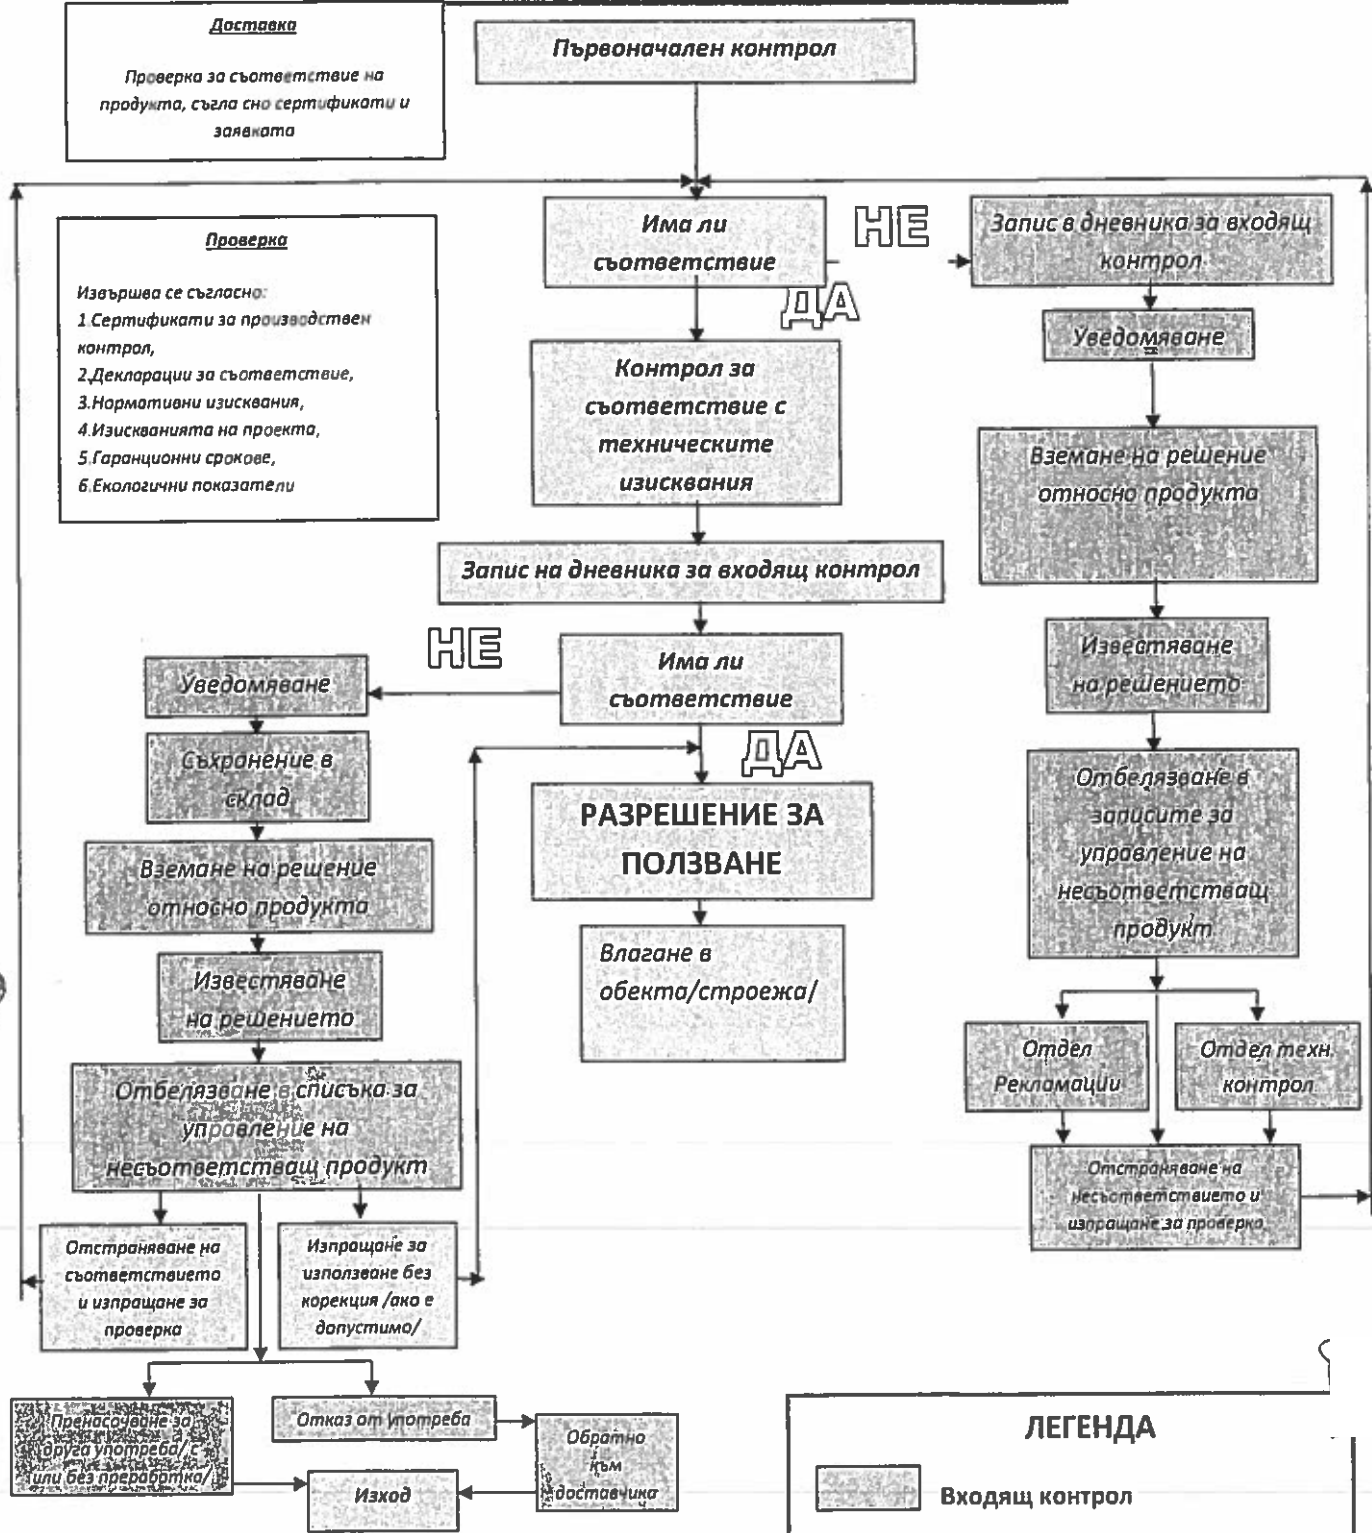 Доставка
Проверка за съответствие на
продукта, съгла сно сертификати и
заявката
Първоначален контрол
Проверка
Извършва се съгласно:
1.Сертификати за производствен
контрол,
2.Декларации за съответствие,
3.Нормативни изисквания,
4.Изискванията на проекта,
5.Гаранционни срокове,
6.Екологични показатели
Има ли
съответствие
НЕ
ДА
Запис в дневника за входящ
контрол
Уведомяване
Контрол за
съответствие с
техническите
изисквания
Вземане на решение
относно продукта
Запис на дневника за входящ контрол
Има ли
съответствие
НЕ
ДА
Известяване
на решението
Уведомяване
Съхранение в
склад
Вземане на решение
относно продукта
Известяване
на решението
Отбелязване в списъка за
управление на
несъответстващ продукт
РАЗРЕШЕНИЕ ЗА
ПОЛЗВАНЕ
Влагане в
обекта/строежа/
Отбелязване в
записите за
управление на
несъответстващ
продукт
Отдел
Рекламации
Отдел техн.
контрол
Отстраняване на
несъответствието и
изпращане за проверка
Отстраняване на
съответствието
и изпращане за
проверка
Изпращане за
използване без
корекция /ако е
допустимо/
Пренасочване за
друга употреба/с
или без преработка/
Отказ от употреба
Обратно
към
доставчика
Изход
ЛЕГЕНДА
Входящ контрол